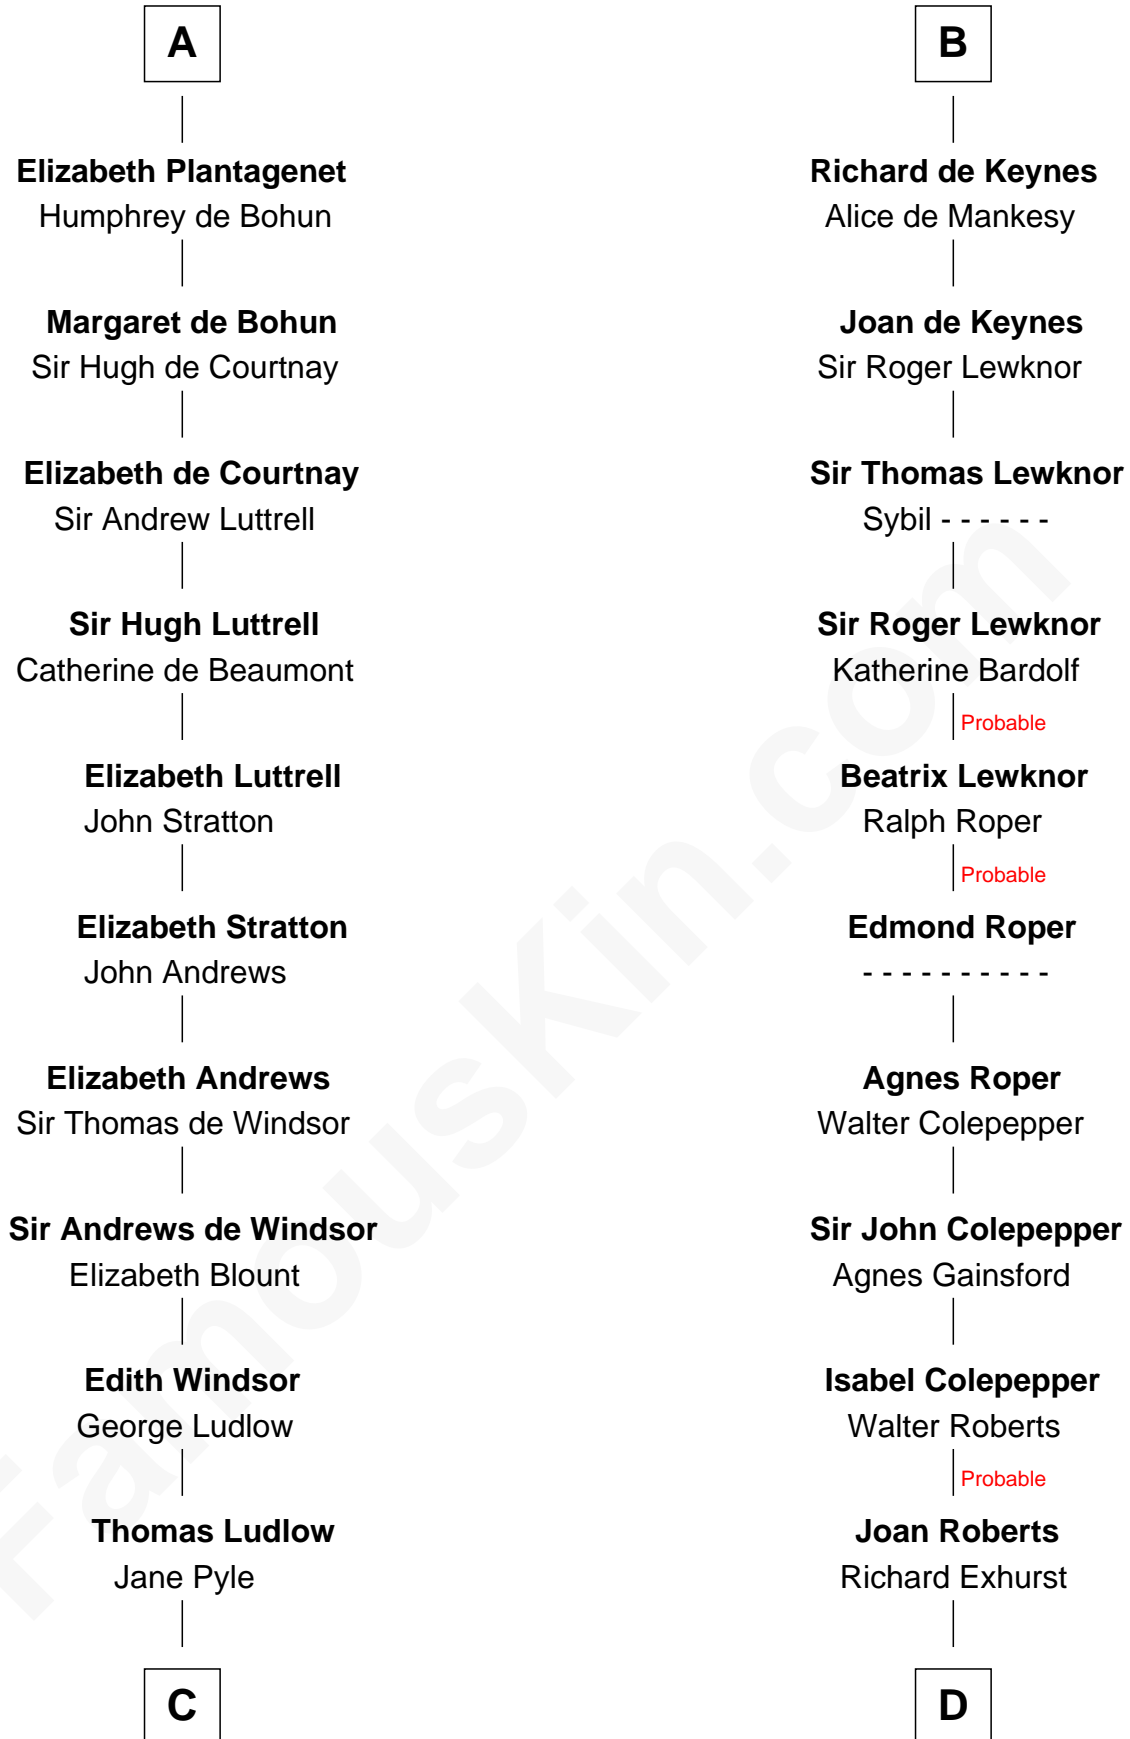 A
Elizabeth Plantagenet
Humphrey de Bohun
Margaret de Bohun
Sir Hugh de Courtnay
Elizabeth de Courtnay
Sir Andrew Luttrell
Sir Hugh Luttrell
Catherine de Beaumont
Elizabeth Luttrell
John Stratton
Elizabeth Stratton
John Andrews
Elizabeth Andrews
Sir Thomas de Windsor
Sir Andrews de Windsor
Elizabeth Blount
Edith Windsor
George Ludlow
Thomas Ludlow
Jane Pyle
C
B
Richard de Keynes
Alice de Mankesy
Joan de Keynes
Sir Roger Lewknor
Sir Thomas Lewknor
Sybil - - - - - -
Sir Roger Lewknor
Katherine Bardolf
Probable
Beatrix Lewknor
Ralph Roper
Probable
Edmond Roper
- - - - - - - - - -
Agnes Roper
Walter Colepepper
Sir John Colepepper
Agnes Gainsford
Isabel Colepepper
Walter Roberts
Probable
Joan Roberts
Richard Exhurst
D
FamousKin.com